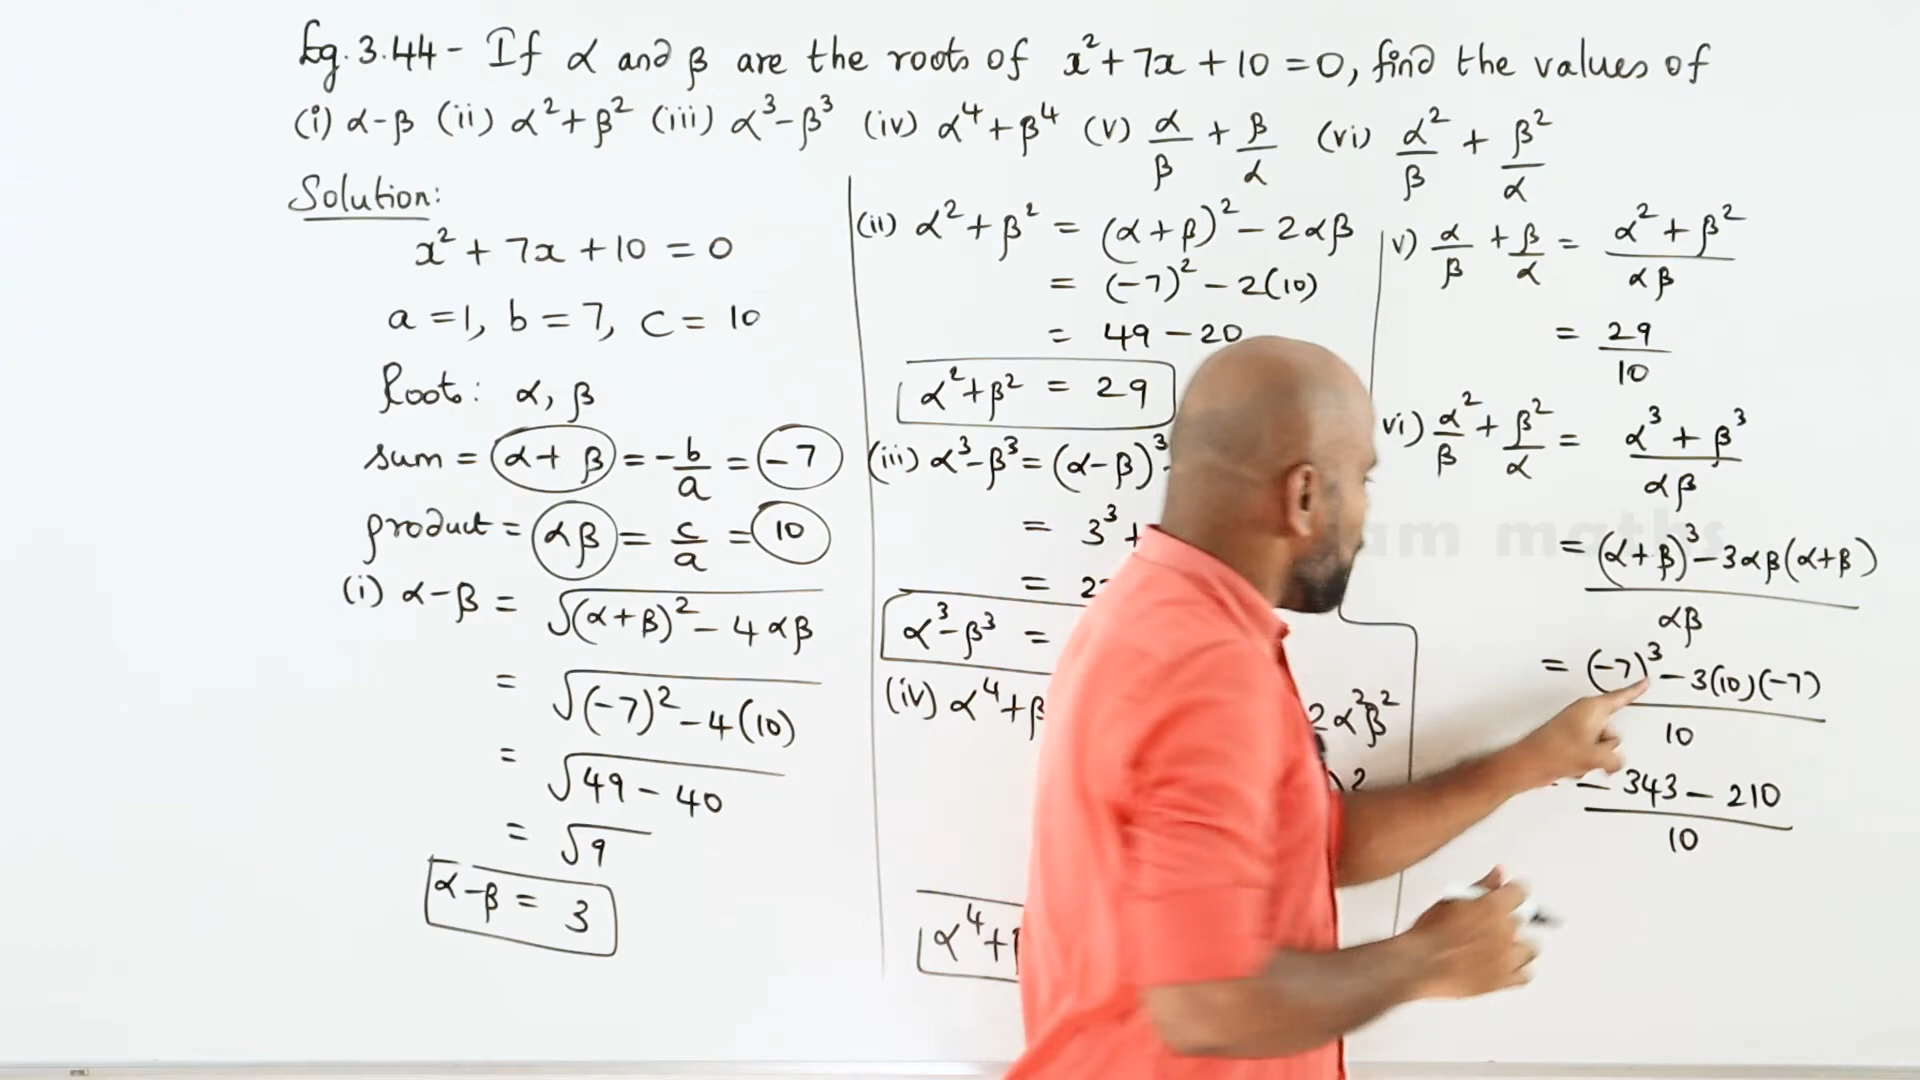 Eg. 3.44 - If α and β are the roots of x² + 7x + 10 = 0, find the values of
(i) α-β (ii) α²+β² (iii) α³-β³ (iv) α⁴+β⁴ (v) α/β + β/α (vi) α²/β + β²/α
Solution:
x² + 7x + 10 = 0
a = 1, b = 7, c = 10
Roots: α, β
sum = α + β = -b/a = -7
product = αβ = c/a = 10
(i) α-β = √((α+β)² - 4αβ)
= √((-7)² - 4(10))
= √(49 - 40)
= √9
α-β = 3
(ii) α² + β² = (α+β)² - 2αβ
= (-7)² - 2(10)
= 49 - 20
α²+β² = 29
(iii) α³-β³ = (α-β)³
= 3³ +
=
α³-β³ =
(iv) α⁴+β 2α²β²
)²
α⁴+
v) α/β + β/α = (α² + β²)/(αβ)
= 29/10
vi) α²/β + β²/α = (α³ + β³)/(αβ)
am maths
= ((α+β)³ - 3αβ(α+β))/(αβ)
= ((-7)³ - 3(10)(-7))/10
(- 343 - 210)/10